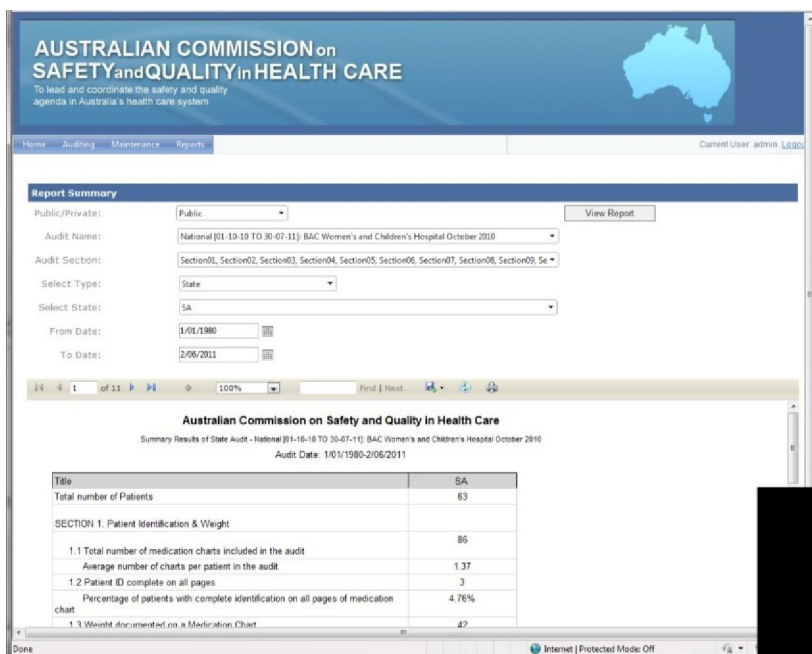 AUSTRALIAN COMMISSION on
SAFETYandQUALITYinHEALTH CARE
To lead and coordinate the safety and quality
agenda in Australia's health care system
Home Auditing Maintenance Reports
Current User: admin Logou
Report Summary
Public/Private: Public View Report
Audit Name: National [01-10-10 TO 30-07-11]: BAC Women's and Children's Hospital October 2010
Audit Section: Section01, Section02, Section03, Section04, Section05, Section06, Section07, Section08, Section09, Se
Select Type: State
Select State: SA
From Date: 1/01/1980
To Date: 2/06/2011
1 of 11 100% Find | Next
Australian Commission on Safety and Quality in Health Care
Summary Results of State Audit - National [01-10-10 TO 30-07-11]: BAC Women's and Children's Hospital October 2010
Audit Date: 1/01/1980-2/06/2011
Title SA
Total number of Patients 63
SECTION 1. Patient Identification & Weight
86
1.1 Total number of medication charts included in the audit
Average number of charts per patient in the audit 1.37
1.2 Patient ID complete on all pages 3
Percentage of patients with complete identification on all pages of medication 4.76%
chart
1.3 Weight documented on a Medication Chart 42
Done Internet | Protected Mode: Off